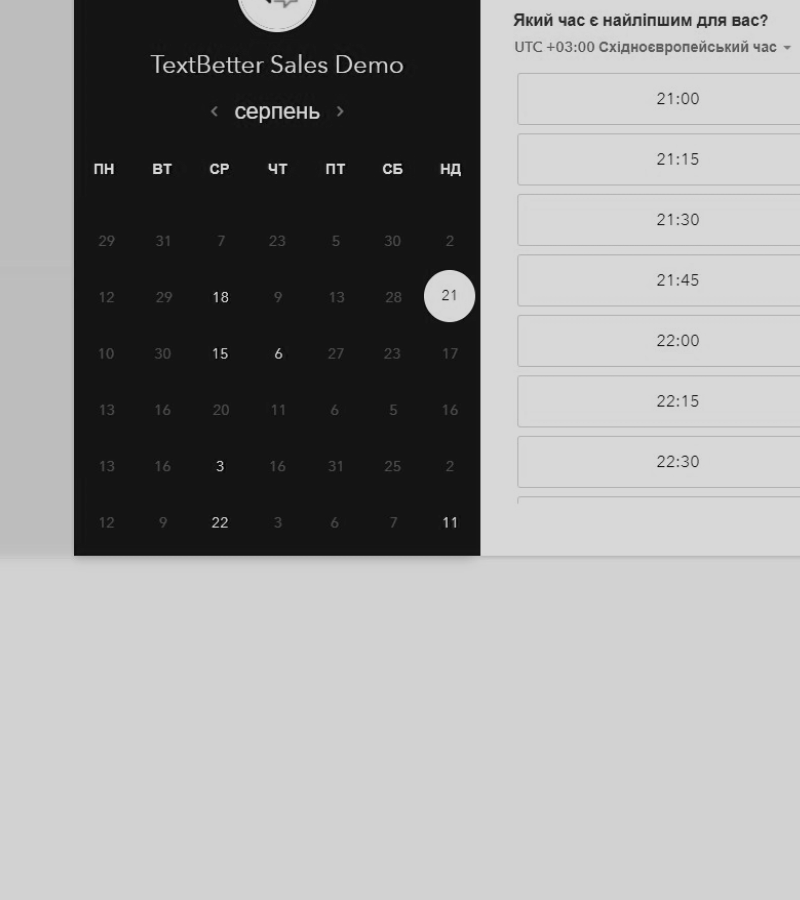 TextBetter Sales Demo
серпень
ПН ВТ СР ЧТ ПТ СБ НД
29 31 7 23 5 30 2
12 29 18 9 13 28 21
10 30 15 6 27 23 17
13 16 20 11 6 5 16
13 16 3 16 31 25 2
12 9 22 3 6 7 11
Який час є найліпшим для вас?
UTC +03:00 Східноєвропейський час
21:00
21:15
21:30
21:45
22:00
22:15
22:30